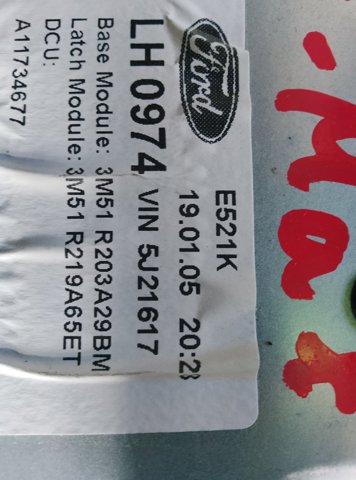 Ford
E521K
19.01.05 20:28
LH 0974 VIN 5J21617
Base Module: 3M51 R203A29BM
Latch Module: 3M51 R219A65ET
DCU:
A11734677